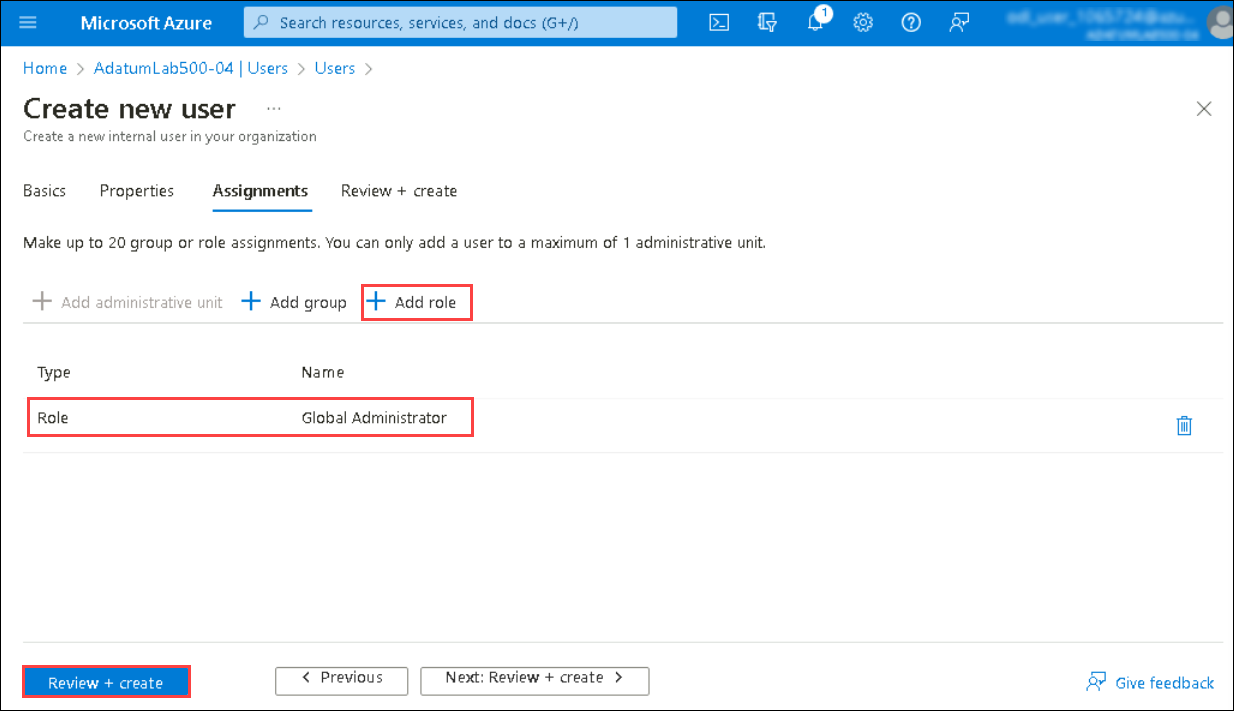 Microsoft Azure
Search resources, services, and docs (G+/)
1
Home > AdatumLab500-04 | Users > Users >
Create new user ...
Create a new internal user in your organization
Basics Properties Assignments Review + create
Make up to 20 group or role assignments. You can only add a user to a maximum of 1 administrative unit.
Add administrative unit Add group Add role
Type Name
Role Global Administrator
Review + create < Previous Next: Review + create > Give feedback